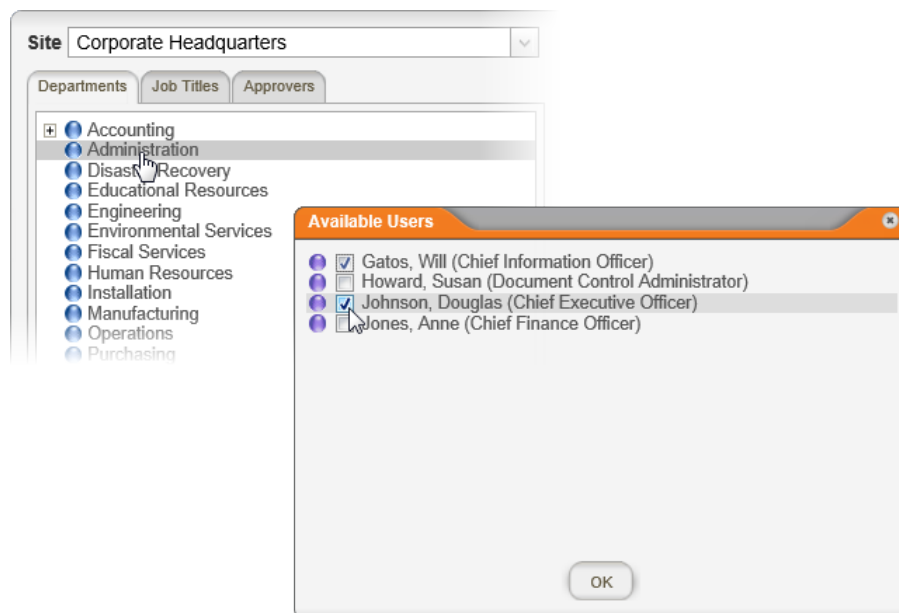 Site Corporate Headquarters
Departments Job Titles Approvers
Accounting
Administration
Disaster Recovery
Educational Resources
Engineering
Environmental Services
Fiscal Services
Human Resources
Installation
Manufacturing
Operations
Purchasing
Available Users
Gatos, Will (Chief Information Officer)
Howard, Susan (Document Control Administrator)
Johnson, Douglas (Chief Executive Officer)
Jones, Anne (Chief Finance Officer)
OK